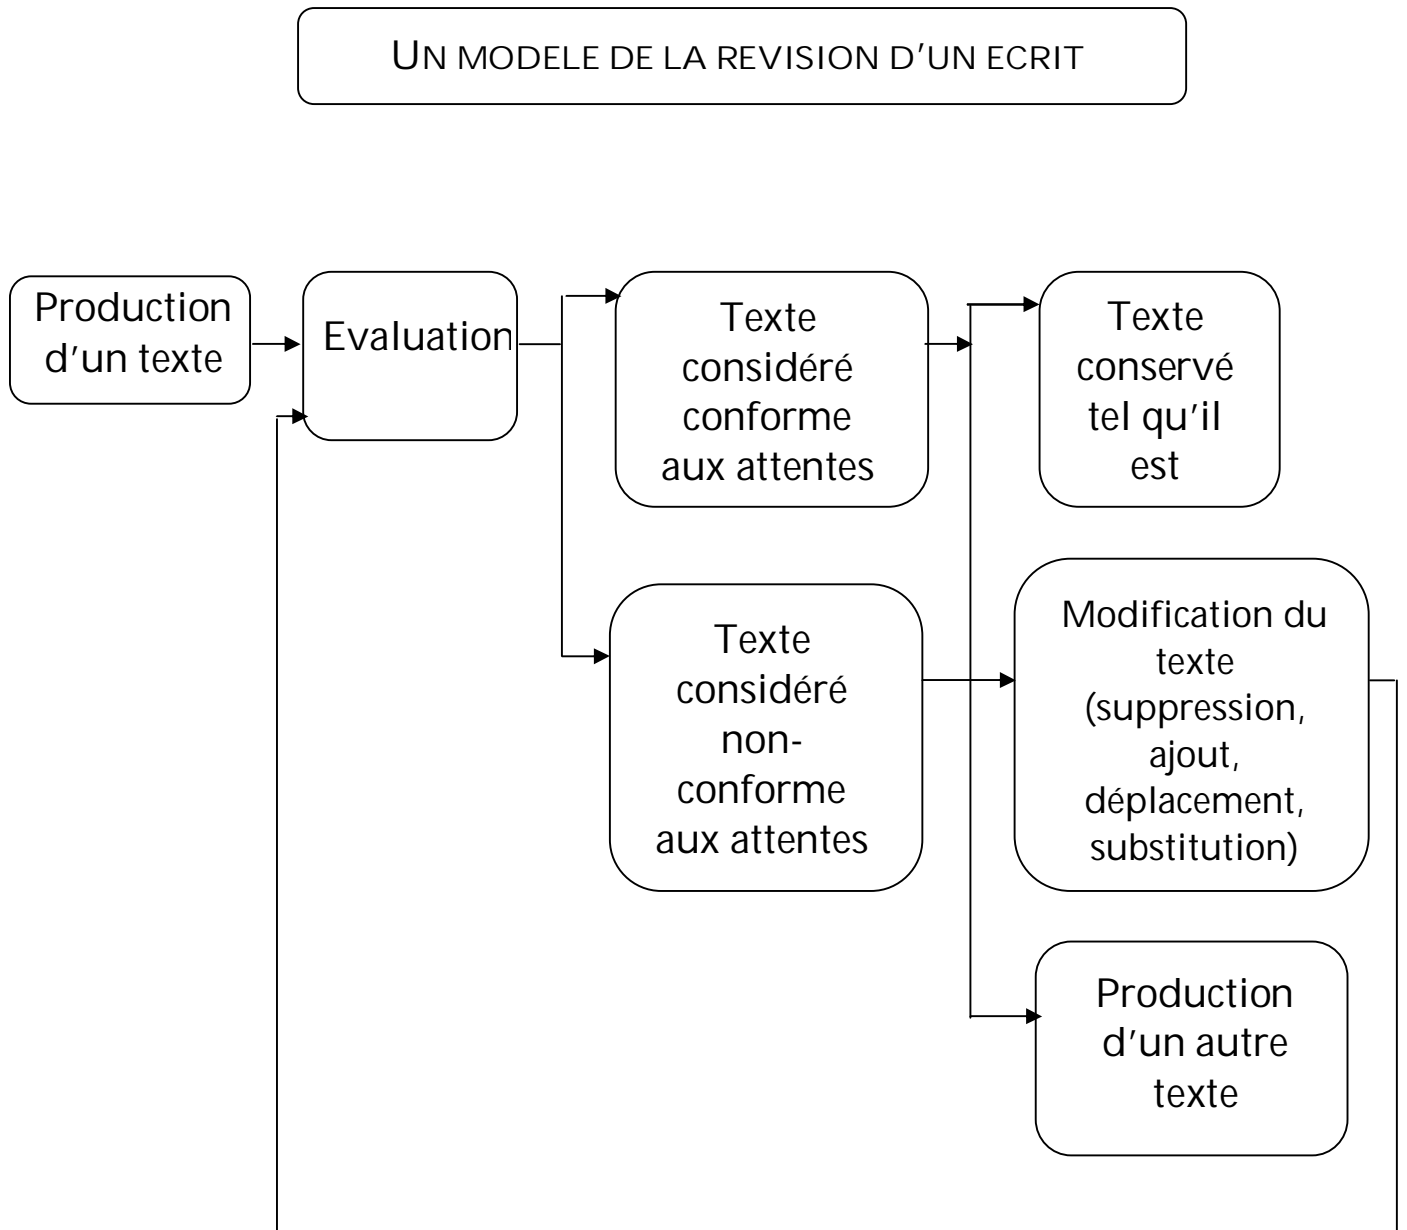 UN MODELE DE LA REVISION D’UN ECRIT
Production
d’un texte
Evaluation
Texte
considéré
conforme
aux attentes
Texte
conservé
tel qu’il
est
Texte
considéré
non-
conforme
aux attentes
Modification du
texte
(suppression,
ajout,
déplacement,
substitution)
Production
d’un autre
texte